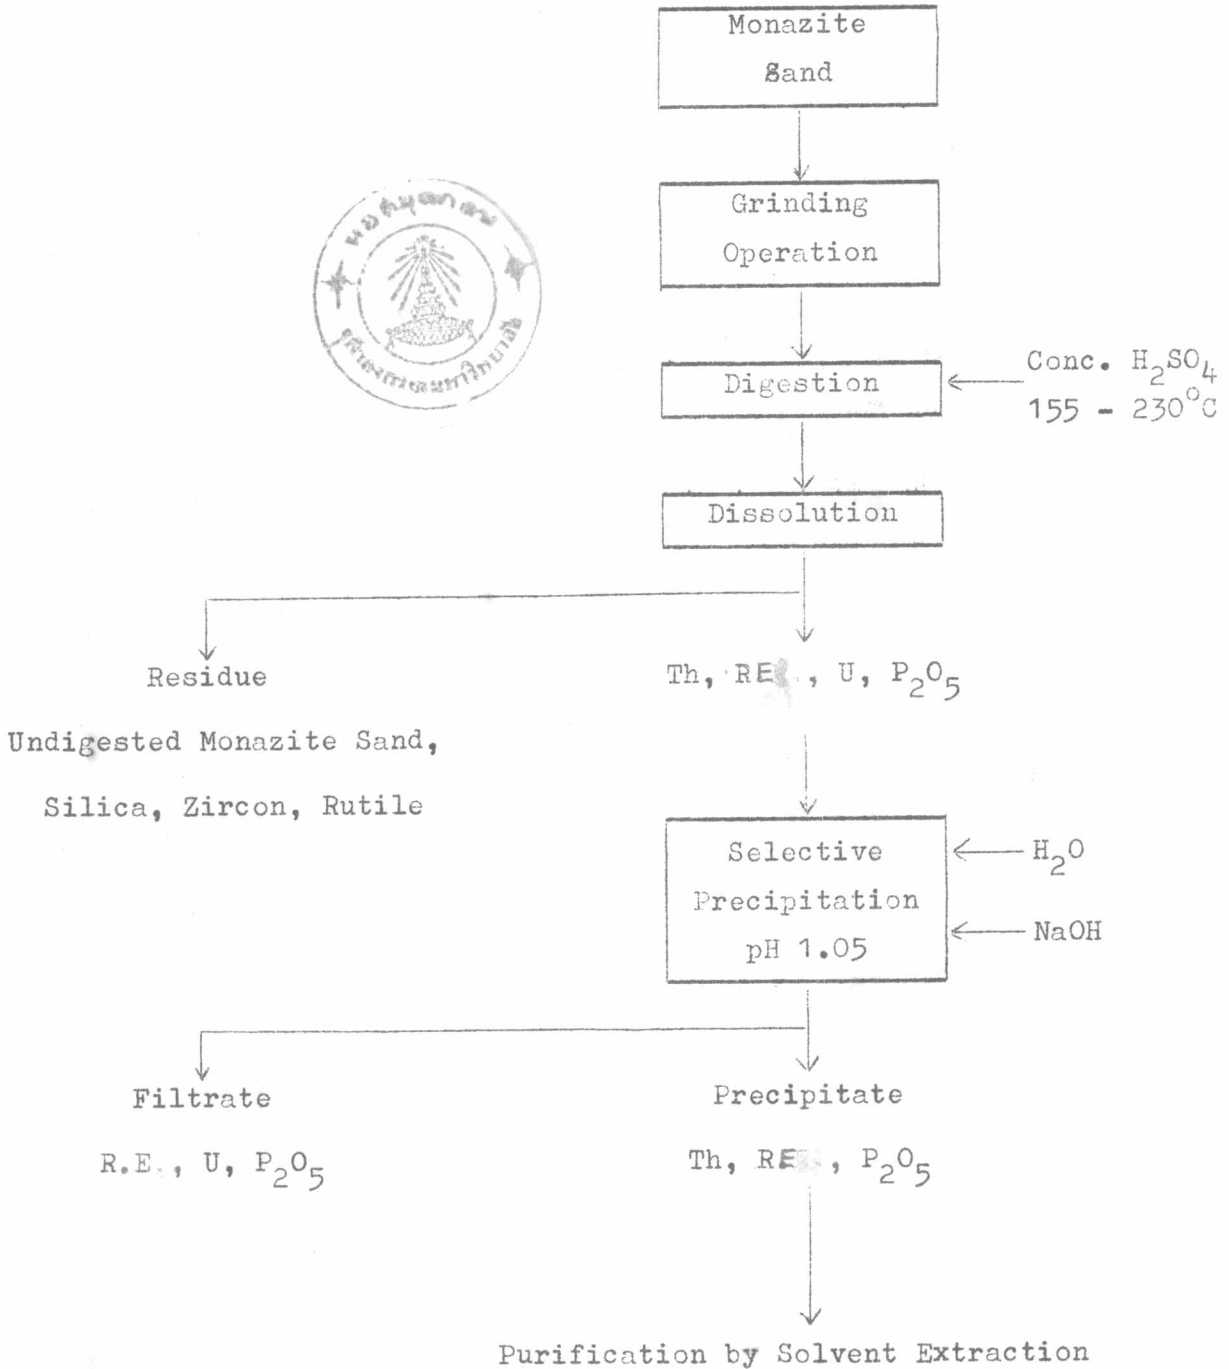 Monazite
Sand
Grinding
Operation
Digestion
Conc. H₂SO₄
155 - 230°C
Dissolution
Residue
Undigested Monazite Sand,
Silica, Zircon, Rutile
Th, RE , U, P₂O₅
Selective
Precipitation
pH 1.05
H₂O
NaOH
Filtrate
R.E., U, P₂O₅
Precipitate
Th, RE , P₂O₅
Purification by Solvent Extraction